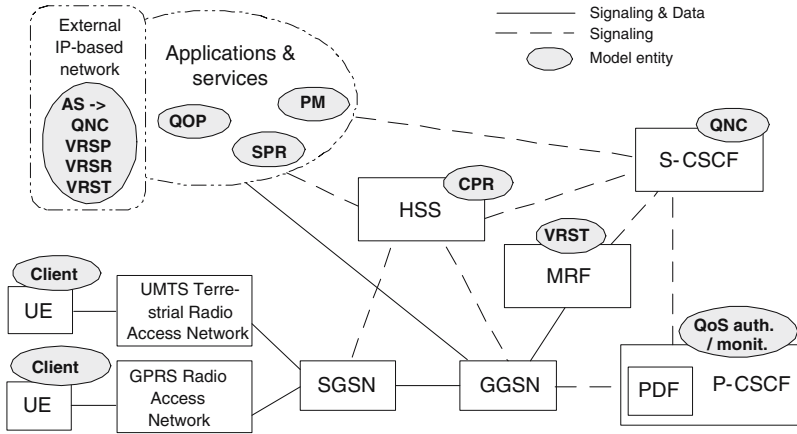 External
IP-based
network
AS ->
QNC
VRSP
VRSR
VRST
Applications &
services
QOP
PM
SPR
Signaling & Data
Signaling
Model entity
QNC
S-CSCF
CPR
HSS
VRST
MRF
Client
UE
UMTS Terre-
strial Radio
Access Network
Client
UE
GPRS Radio
Access
Network
SGSN
GGSN
QoS auth.
/ monit.
PDF
P-CSCF